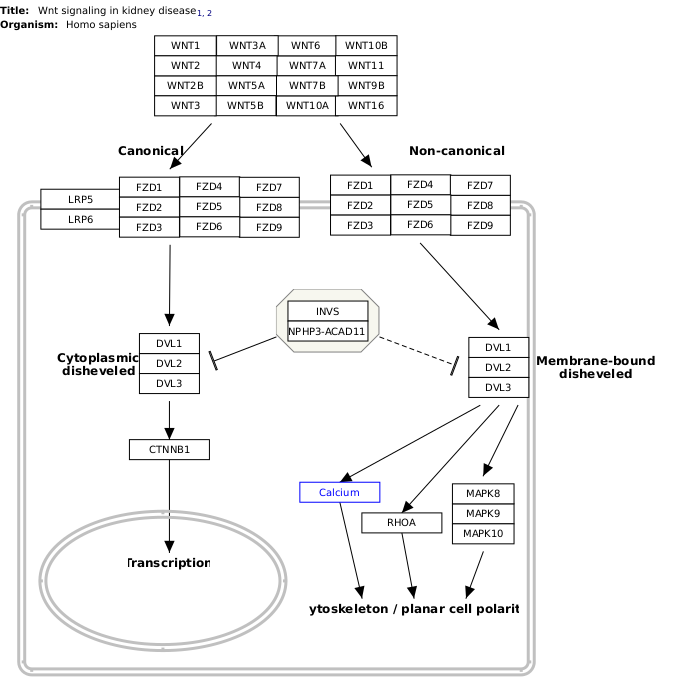 Title: Wnt signaling in kidney disease1, 2
Organism: Homo sapiens
WNT1 WNT3A WNT6 WNT10B
WNT2 WNT4 WNT7A WNT11
WNT2B WNT5A WNT7B WNT9B
WNT3 WNT5B WNT10A WNT16
Canonical Non-canonical
LRP5
LRP6
FZD1 FZD4 FZD7
FZD2 FZD5 FZD8
FZD3 FZD6 FZD9
FZD1 FZD4 FZD7
FZD2 FZD5 FZD8
FZD3 FZD6 FZD9
INVS
NPHP3-ACAD11
Cytoplasmic
disheveled
DVL1
DVL2
DVL3
DVL1
DVL2
DVL3
Membrane-bound
disheveled
CTNNB1
Calcium
RHOA
MAPK8
MAPK9
MAPK10
Transcription
ytoskeleton / planar cell polarit